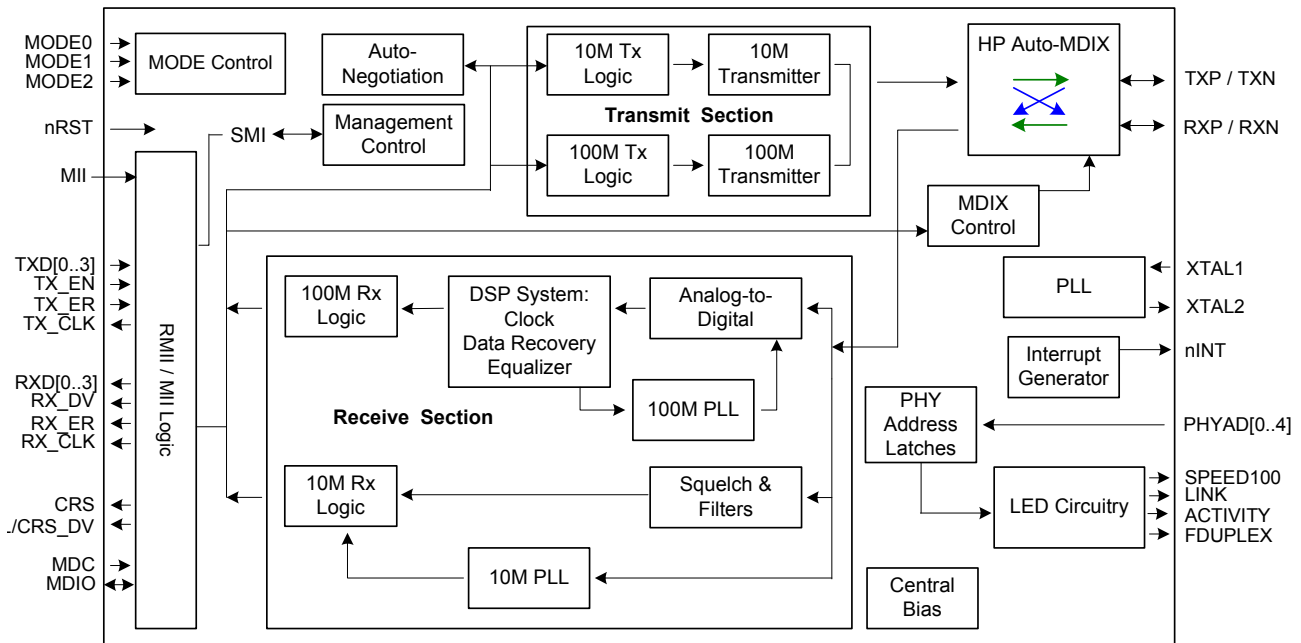 MODE0
MODE1
MODE2
MODE Control
Auto-
Negotiation
10M Tx
Logic
10M
Transmitter
HP Auto-MDIX
TXP / TXN
Transmit Section
nRST
SMI
Management
Control
RXP / RXN
100M Tx
Logic
100M
Transmitter
MII
MDIX
Control
TXD[0..3]
TX_EN
TX_ER
TX_CLK
RMII / MII Logic
100M Rx
Logic
DSP System:
Clock
Data Recovery
Equalizer
Analog-to-
Digital
PLL
XTAL1
XTAL2
Interrupt
Generator
nINT
RXD[0..3]
RX_DV
RX_ER
RX_CLK
Receive Section
100M PLL
PHY
Address
Latches
PHYAD[0..4]
10M Rx
Logic
Squelch &
Filters
LED Circuitry
SPEED100
LINK
ACTIVITY
FDUPLEX
CRS
/CRS_DV
MDC
MDIO
10M PLL
Central
Bias